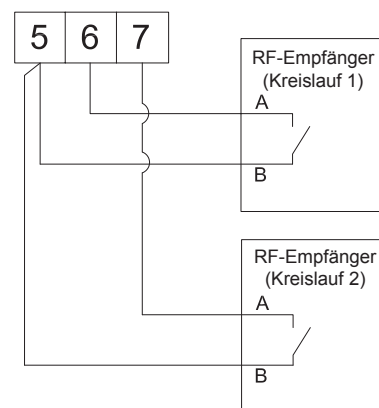 5 6 7
RF-Empfänger
(Kreislauf 1)
A
B
RF-Empfänger
(Kreislauf 2)
A
B